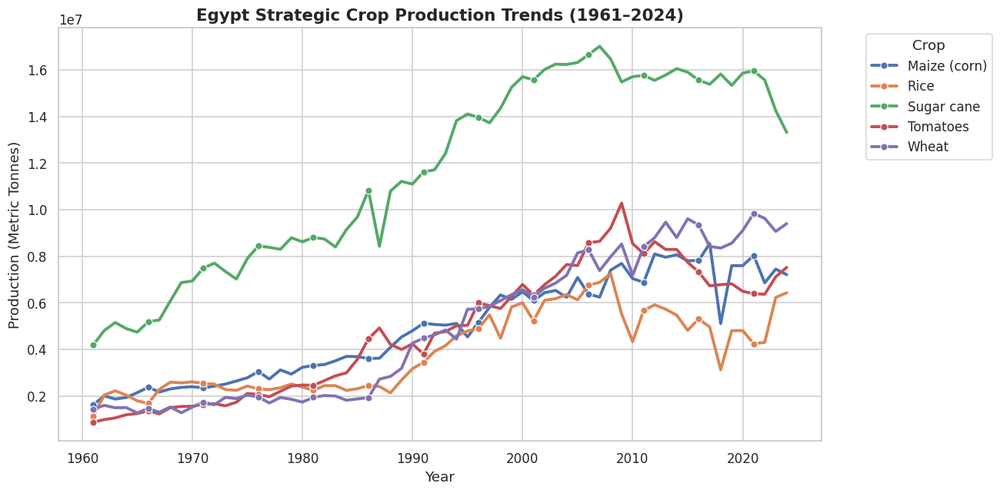 Egypt Strategic Crop Production Trends (1961–2024)
1e7
Crop
Maize (corn)
Rice
Sugar cane
Tomatoes
Wheat
Production (Metric Tonnes)
1.6
1.4
1.2
1.0
0.8
0.6
0.4
0.2
1960 1970 1980 1990 2000 2010 2020
Year